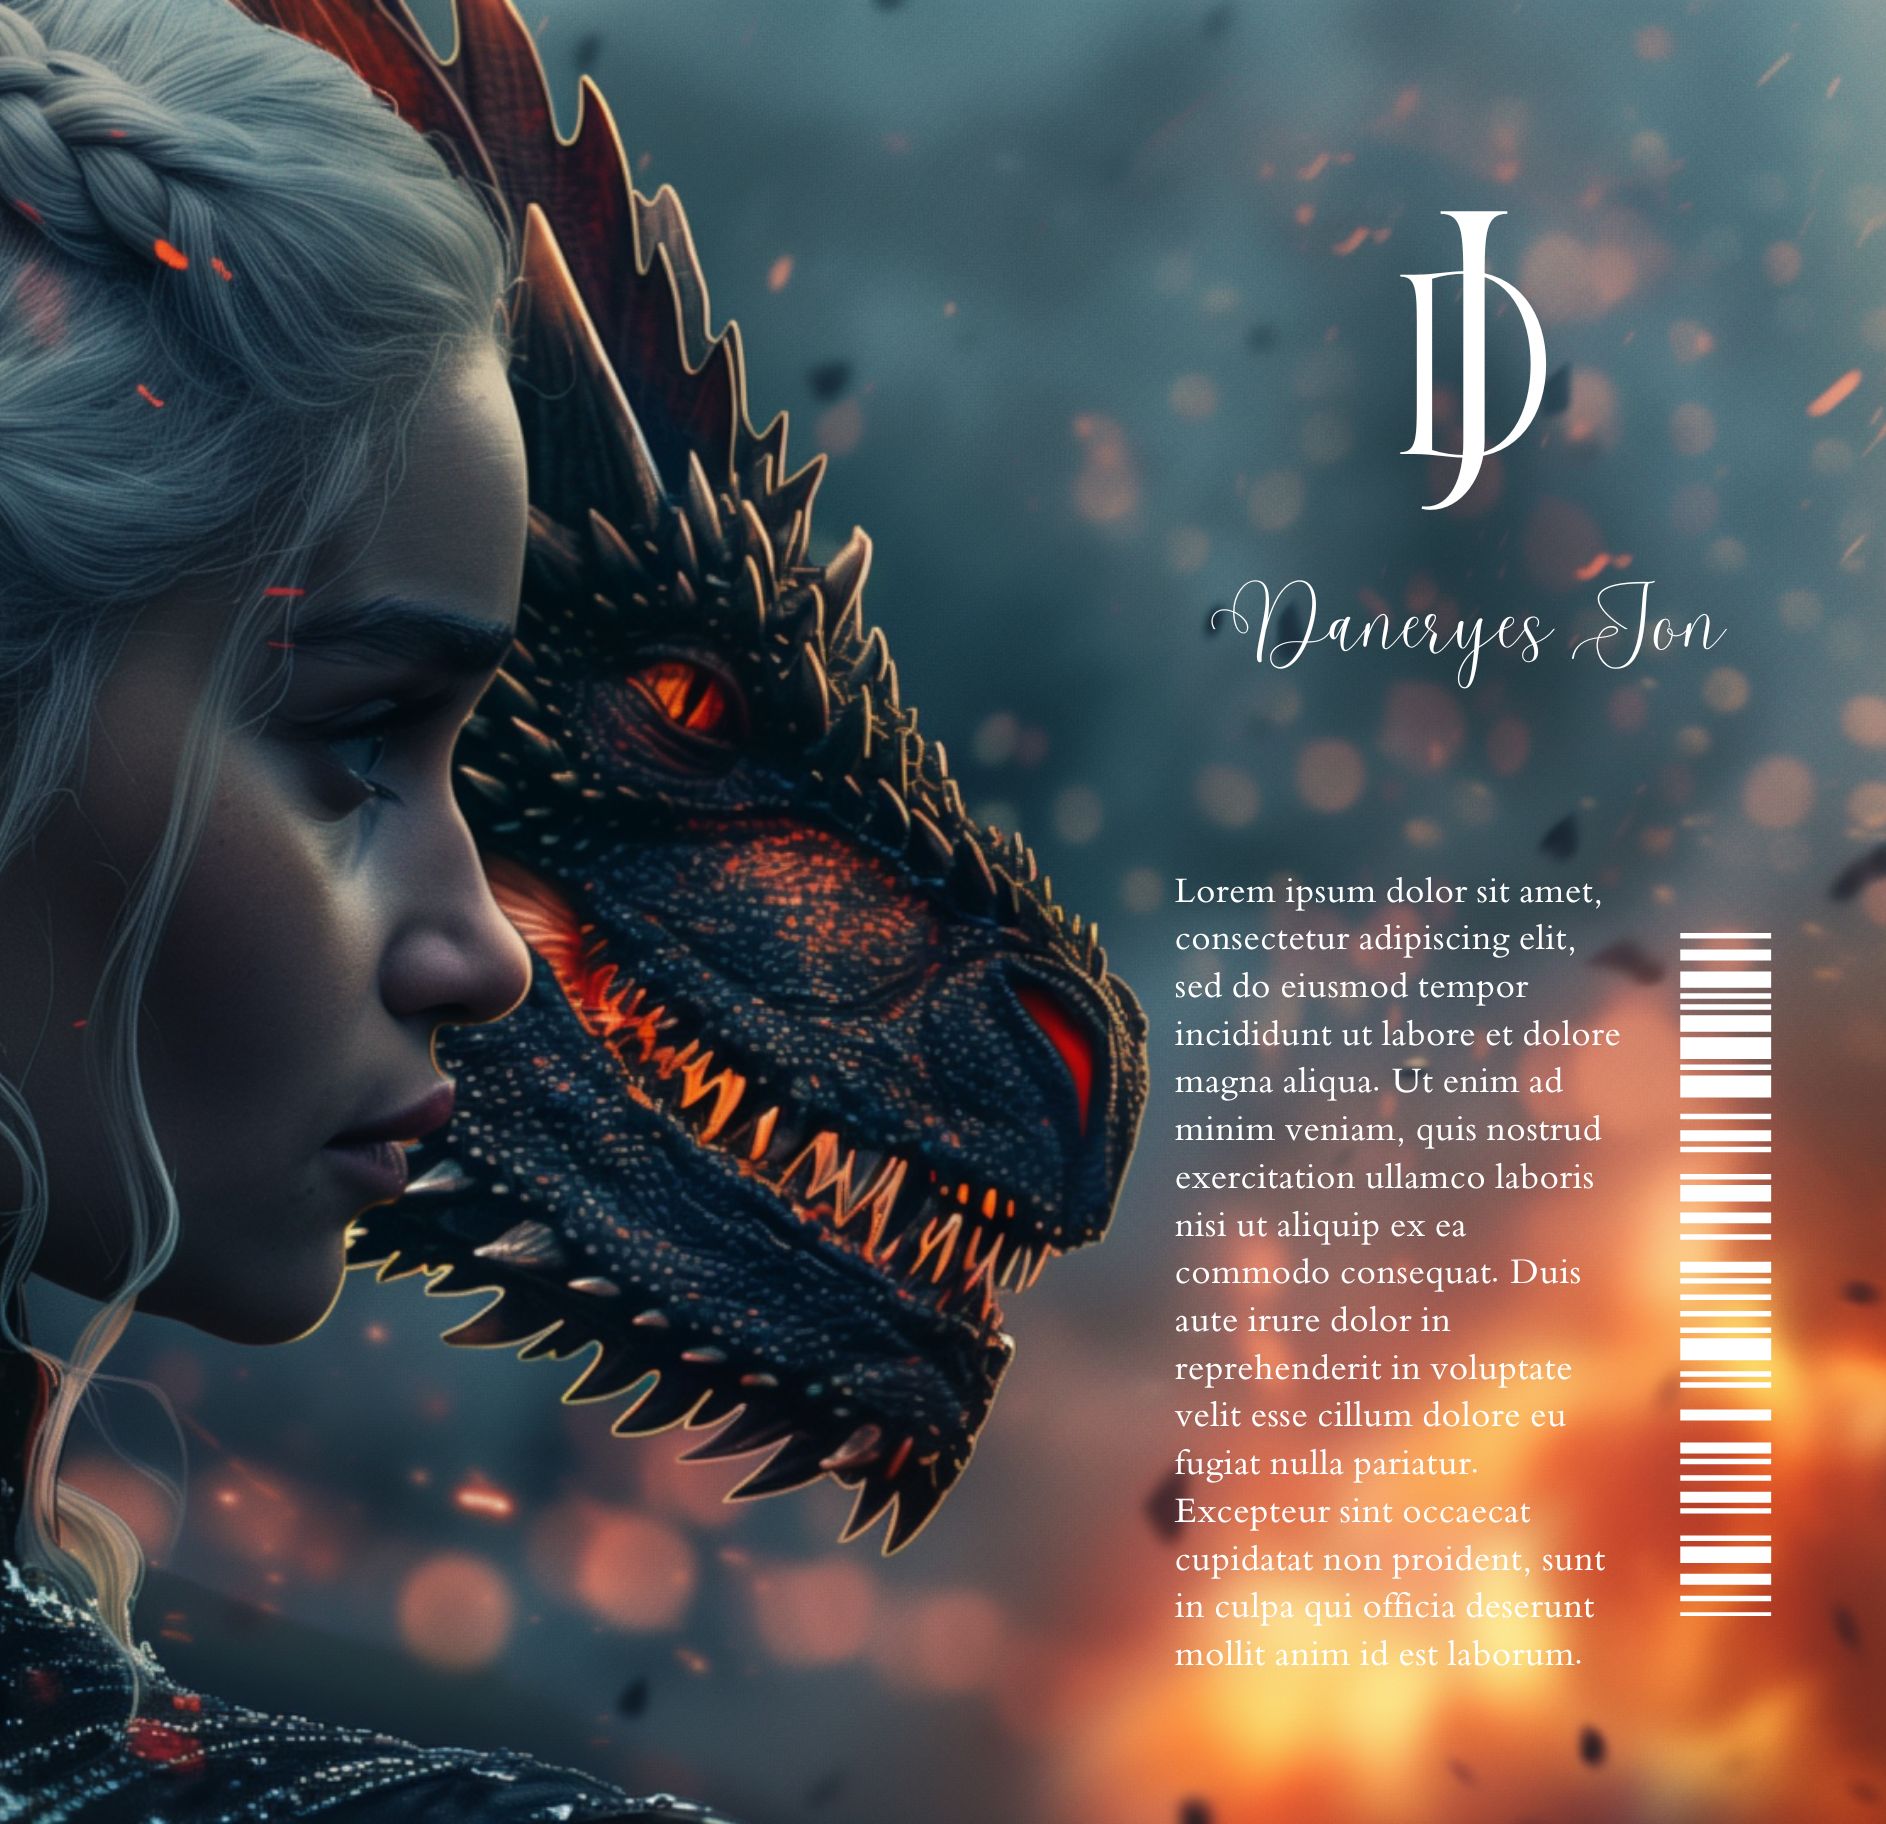 JD
Daneryes Jon
Lorem ipsum dolor sit amet,
consectetur adipiscing elit,
sed do eiusmod tempor
incididunt ut labore et dolore
magna aliqua. Ut enim ad
minim veniam, quis nostrud
exercitation ullamco laboris
nisi ut aliquip ex ea
commodo consequat. Duis
aute irure dolor in
reprehenderit in voluptate
velit esse cillum dolore eu
fugiat nulla pariatur.
Excepteur sint occaecat
cupidatat non proident, sunt
in culpa qui officia deserunt
mollit anim id est laborum.